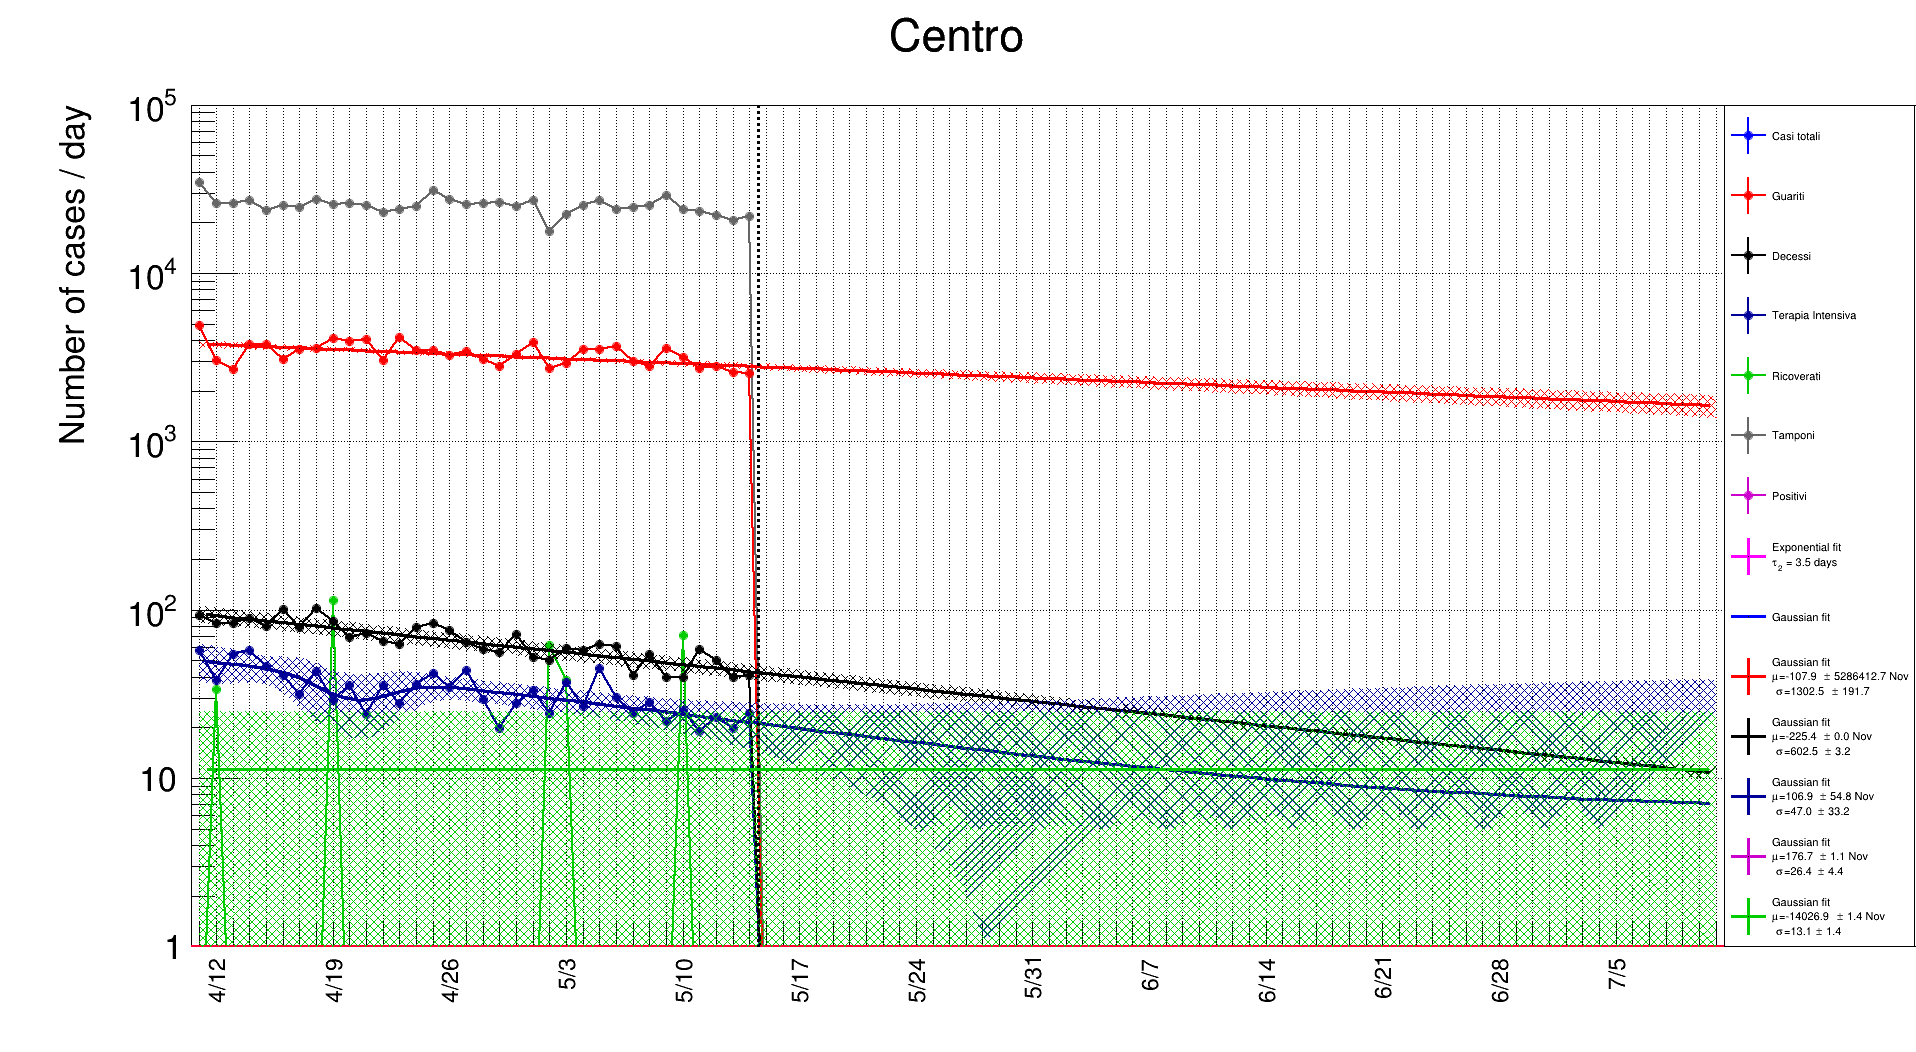 Centro
Number of cases / day
10^5
10^4
10^3
10^2
10
1
4/12
4/19
4/26
5/3
5/10
5/17
5/24
5/31
6/7
6/14
6/21
6/28
7/5
Casi totali
Guariti
Decessi
Terapia Intensiva
Ricoverati
Tamponi
Positivi
Exponential fit
τ_2 = 3.5 days
Gaussian fit
Gaussian fit
μ=-107.9 ± 5286412.7 Nov
σ=1302.5 ± 191.7
Gaussian fit
μ=-225.4 ± 0.0 Nov
σ=602.5 ± 3.2
Gaussian fit
μ=106.9 ± 54.8 Nov
σ=47.0 ± 33.2
Gaussian fit
μ=176.7 ± 1.1 Nov
σ=26.4 ± 4.4
Gaussian fit
μ=-14026.9 ± 1.4 Nov
σ=13.1 ± 1.4